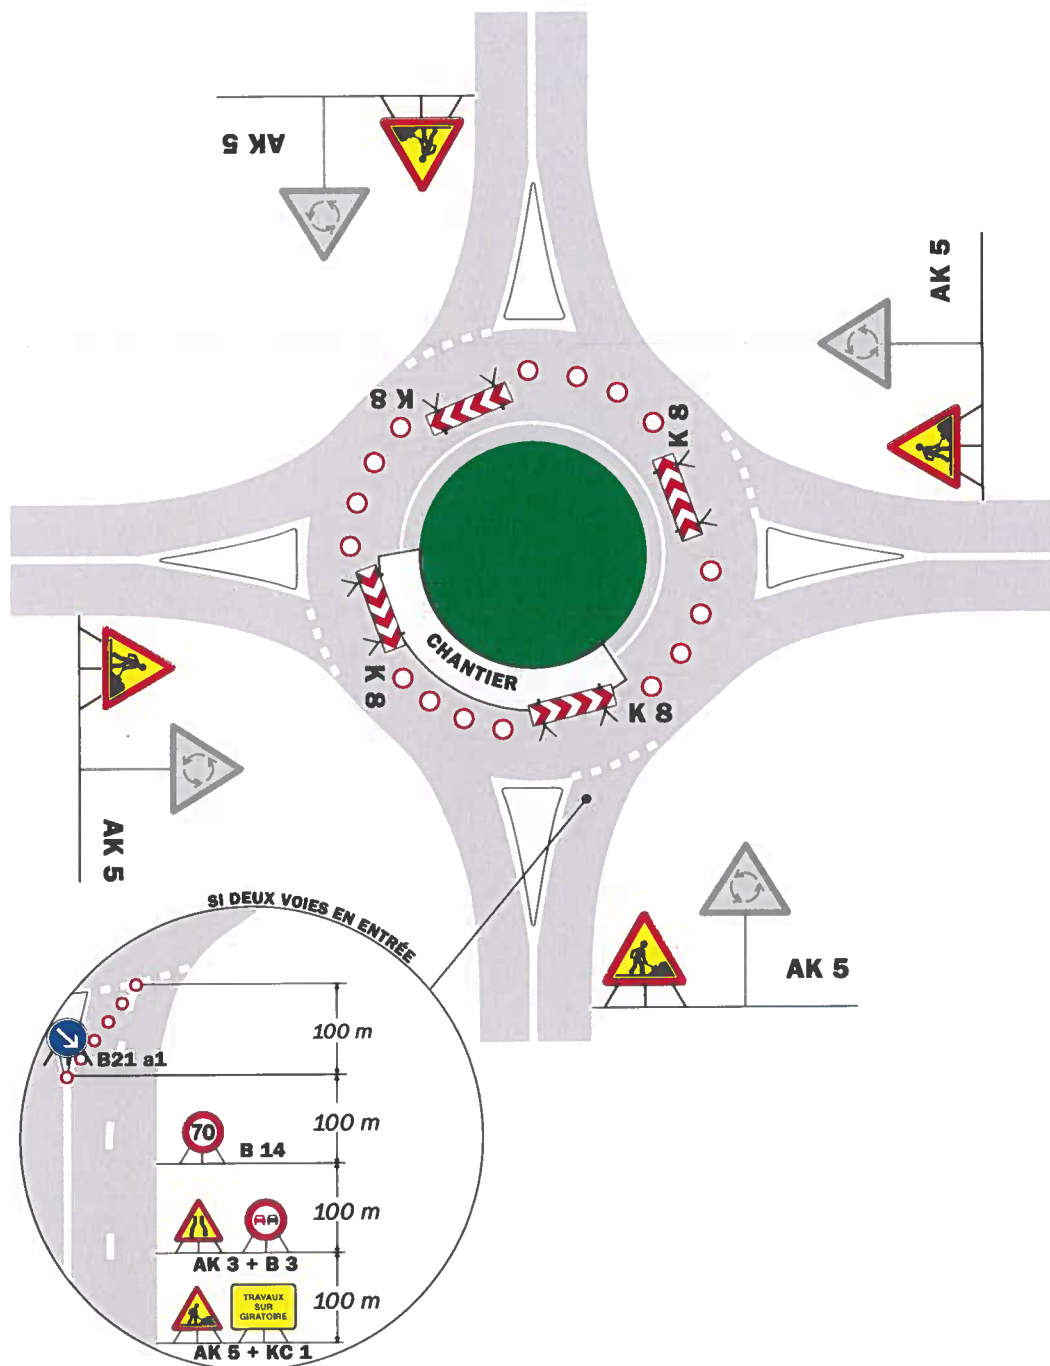 AK 5
AK 5
K 8
K 8
CHANTIER
K 8
K 8
AK 5
AK 5
SI DEUX VOIES EN ENTRÉE
100 m
B21 a1
100 m
70
B 14
100 m
AK 3 + B 3
TRAVAUX
SUR
GIRATOIRE
100 m
AK 5 + KC 1